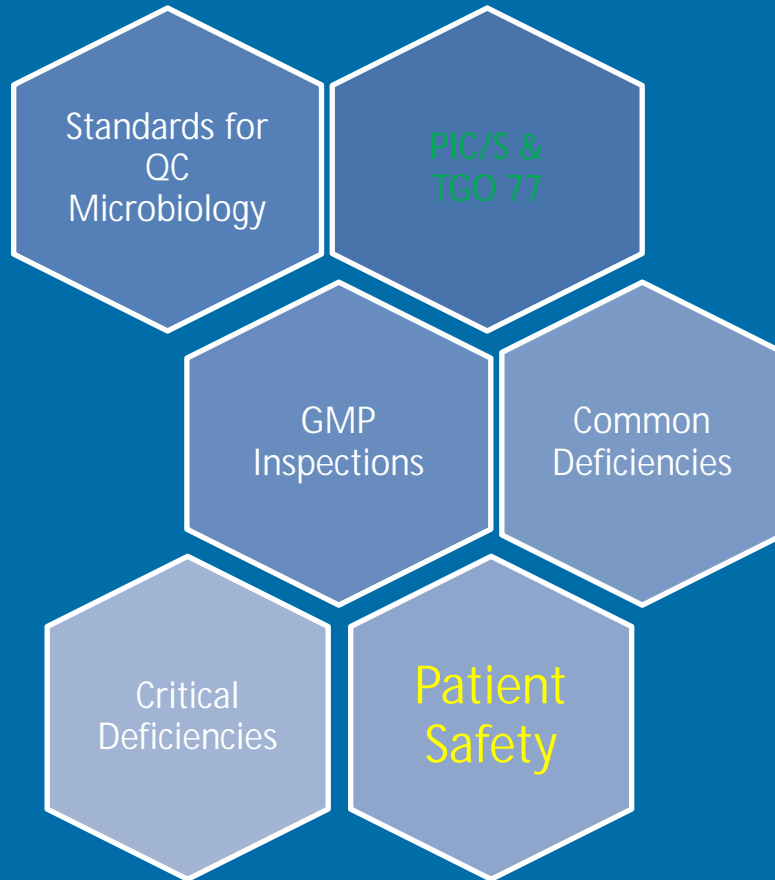 Standards for
QC
Microbiology
PIC/S &
TGO 77
GMP
Inspections
Common
Deficiencies
Critical
Deficiencies
Patient
Safety